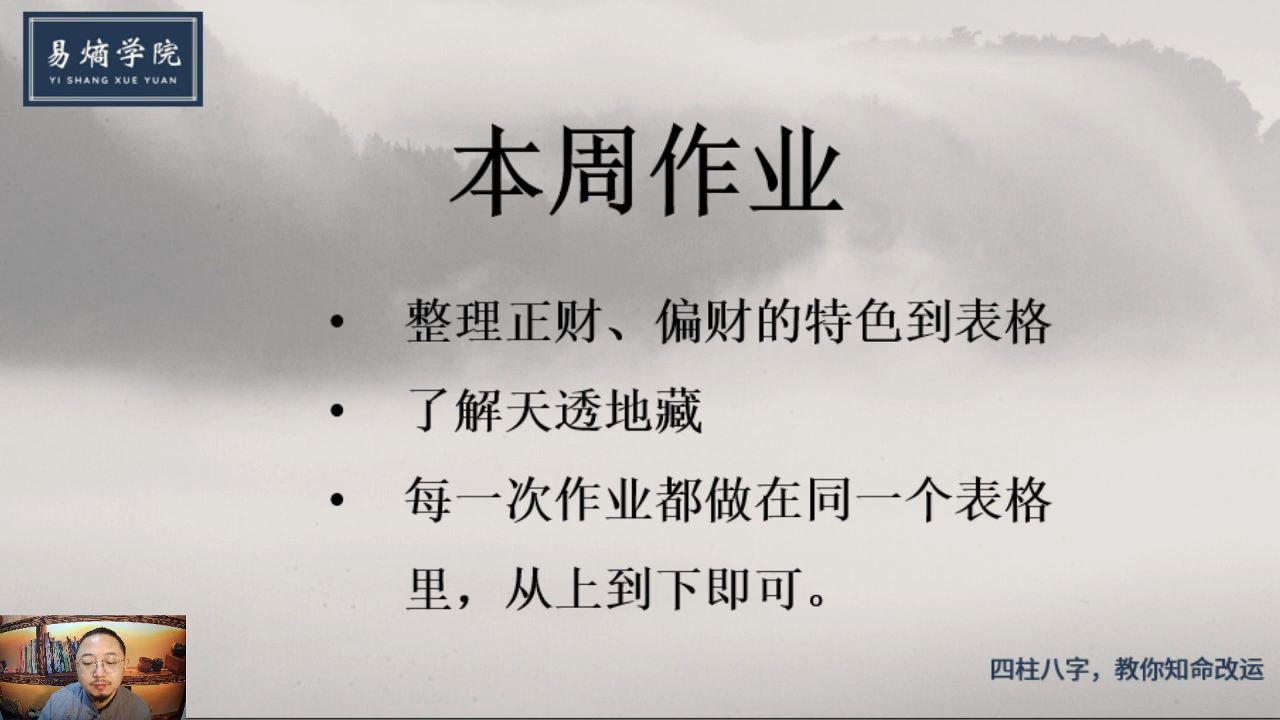 易熵学院
YI SHANG XUE YUAN
本周作业
• 整理正财、偏财的特色到表格
• 了解天透地藏
• 每一次作业都做在同一个表格
里，从上到下即可。
四柱八字，教你知命改运